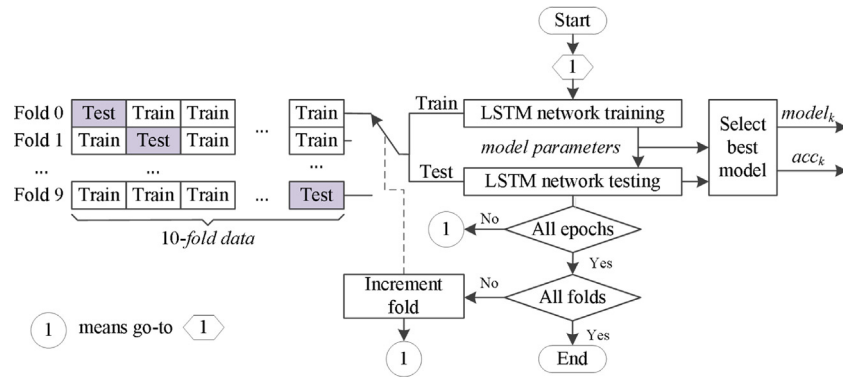 Start
1
Fold 0 Test Train Train ... Train
Fold 1 Train Test Train Train
... ... ...
Fold 9 Train Train Train ... Test
10-fold data
Train
LSTM network training
model parameters
Test
LSTM network testing
Select best model
model_k
acc_k
1
No
All epochs
Yes
Increment fold
No
All folds
Yes
1
End
1 means go-to 1